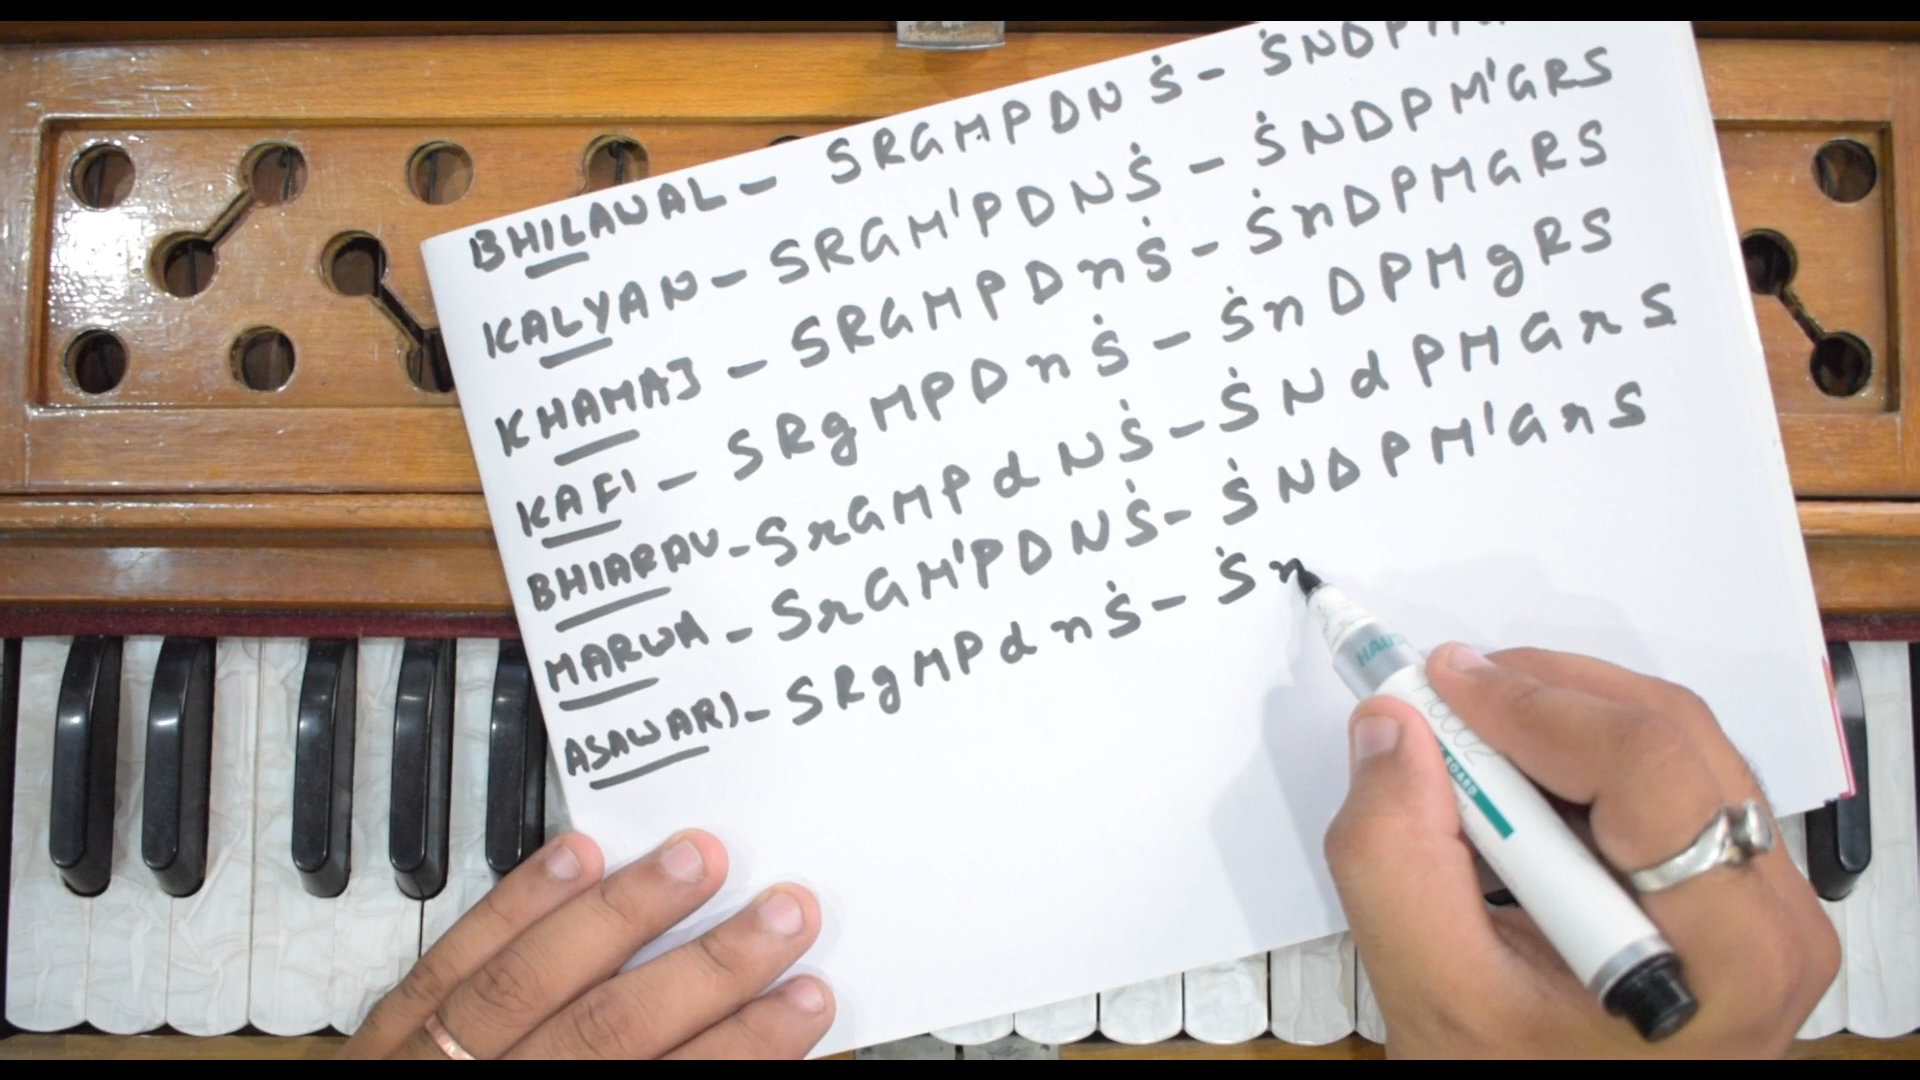 BHILAWAL - SRGMPDNṠ - ṠNDPM
KALYAN - SRGM'PDNṠ - ṠNDPM'GRS
KHAMAJ - SRGMPDnṠ - ṠnDPMGRS
KAFI - SRgMPDnṠ - ṠnDPMgRS
BHIARAV - SrGMPdNṠ - ṠNdPMGrS
MARWA - SrGM'PDNṠ - ṠNDPM'GrS
ASAWARI - SRgMPdnṠ - Ṡn